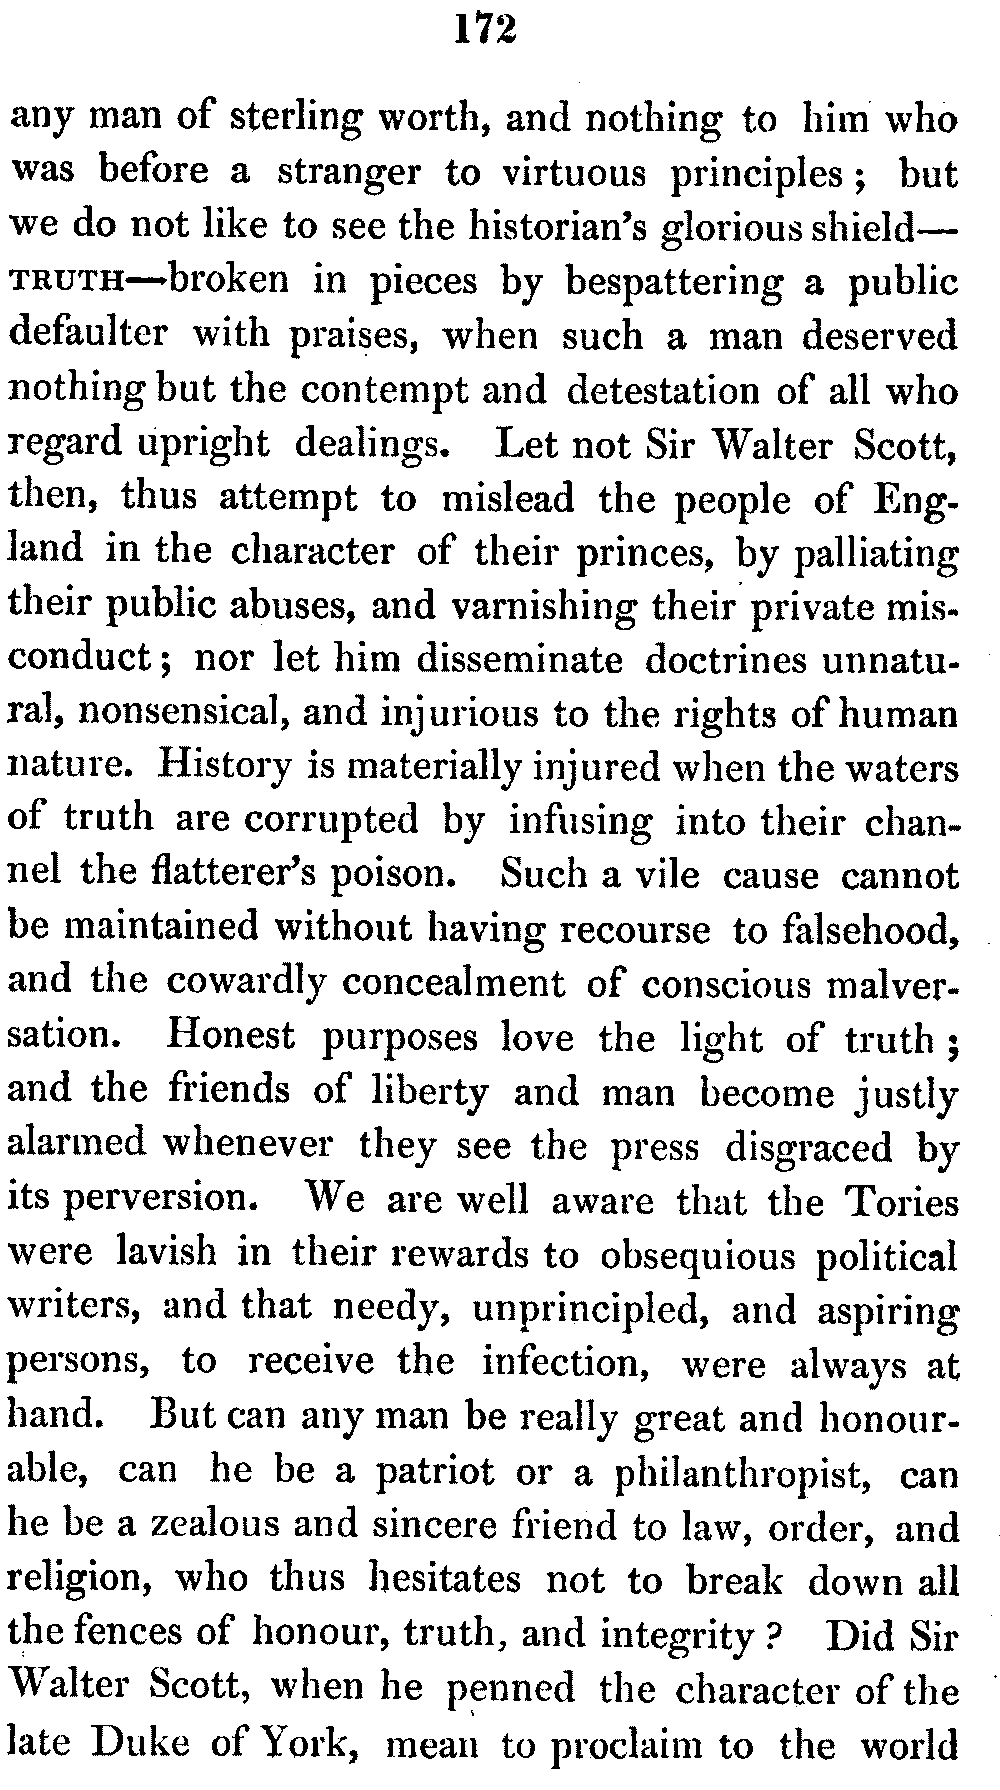 172
any man of sterling worth, and nothing to him who
was before a stranger to virtuous principles ; but
we do not like to see the historian's glorious shield—
TRUTH—broken in pieces by bespattering a public
defaulter with praises, when such a man deserved
nothing but the contempt and detestation of all who
regard upright dealings. Let not Sir Walter Scott,
then, thus attempt to mislead the people of Eng-
land in the character of their princes, by palliating
their public abuses, and varnishing their private mis-
conduct ; nor let him disseminate doctrines unnatu-
ral, nonsensical, and injurious to the rights of human
nature. History is materially injured when the waters
of truth are corrupted by infusing into their chan-
nel the flatterer's poison. Such a vile cause cannot
be maintained without having recourse to falsehood,
and the cowardly concealment of conscious malver-
sation. Honest purposes love the light of truth ;
and the friends of liberty and man become justly
alarmed whenever they see the press disgraced by
its perversion. We are well aware that the Tories
were lavish in their rewards to obsequious political
writers, and that needy, unprincipled, and aspiring
persons, to receive the infection, were always at
hand. But can any man be really great and honour-
able, can he be a patriot or a philanthropist, can
he be a zealous and sincere friend to law, order, and
religion, who thus hesitates not to break down all
the fences of honour, truth, and integrity ? Did Sir
Walter Scott, when he penned the character of the
late Duke of York, mean to proclaim to the world